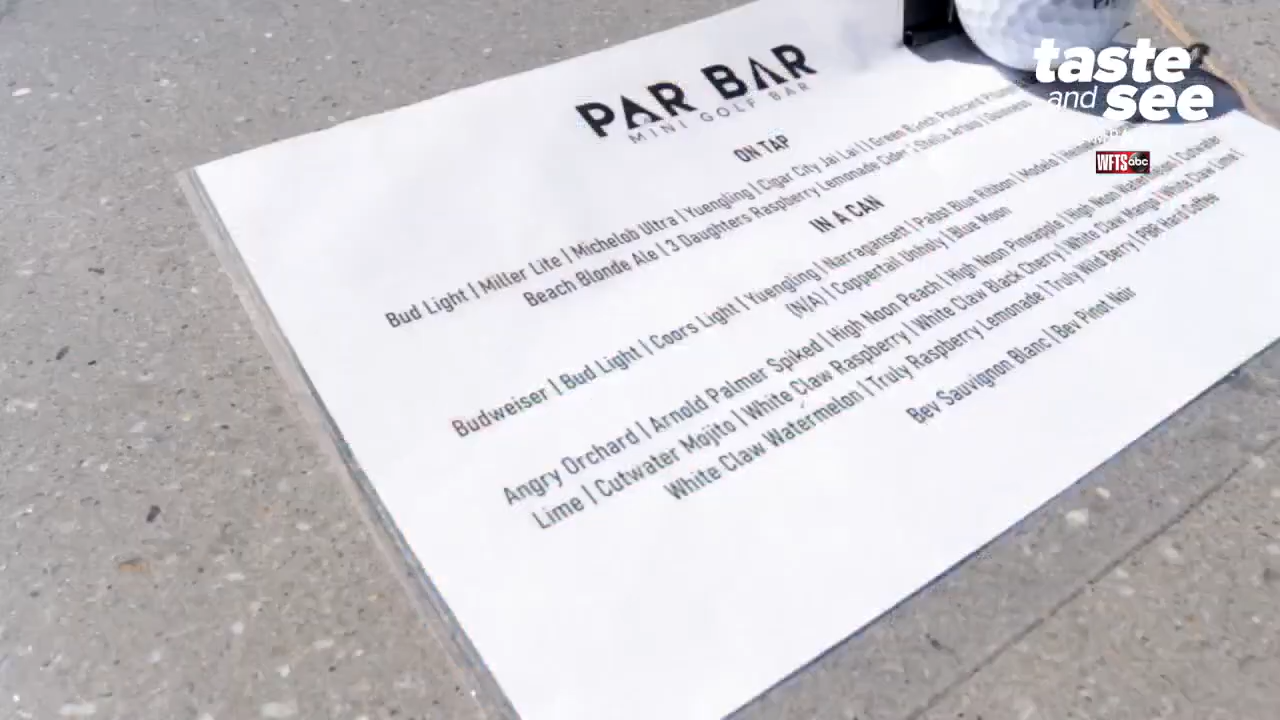 PAR BAR
MINI GOLF BAR
ON TAP
Bud Light | Miller Lite | Michelob Ultra | Yuengling | Cigar City Jai Lai | Green Bench Postcard
Beach Blonde Ale | 3 Daughters Raspberry Lemonade Cider | Stella Artois | Guinness
IN A CAN
Budweiser | Bud Light | Coors Light | Yuengling | Narragansett | Pabst Blue Ribbon | Modelo |
(N/A) | Coppertail Unholy | Blue Moon
Angry Orchard | Arnold Palmer Spiked | High Noon Peach | High Noon Pineapple | High Noon | Cutwater
Lime | Cutwater Mojito | White Claw Raspberry | White Claw Black Cherry | White Claw Mango | White Claw Lime |
White Claw Watermelon | Truly Raspberry Lemonade | Truly Wild Berry | PBR Hard Coffee
Bev Sauvignon Blanc | Bev Pinot Noir
taste
and see
WFTS abc